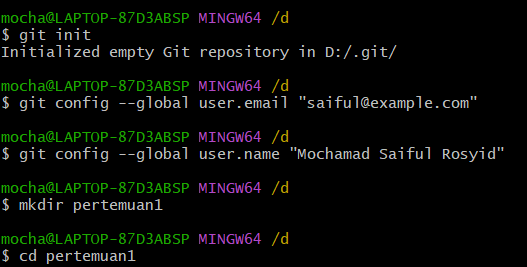 mocha@LAPTOP-87D3ABSP MINGW64 /d
$ git init
Initialized empty Git repository in D:/.git/
mocha@LAPTOP-87D3ABSP MINGW64 /d
$ git config --global user.email "saiful@example.com"
mocha@LAPTOP-87D3ABSP MINGW64 /d
$ git config --global user.name "Mochamad Saiful Rosyid"
mocha@LAPTOP-87D3ABSP MINGW64 /d
$ mkdir pertemuan1
mocha@LAPTOP-87D3ABSP MINGW64 /d
$ cd pertemuan1